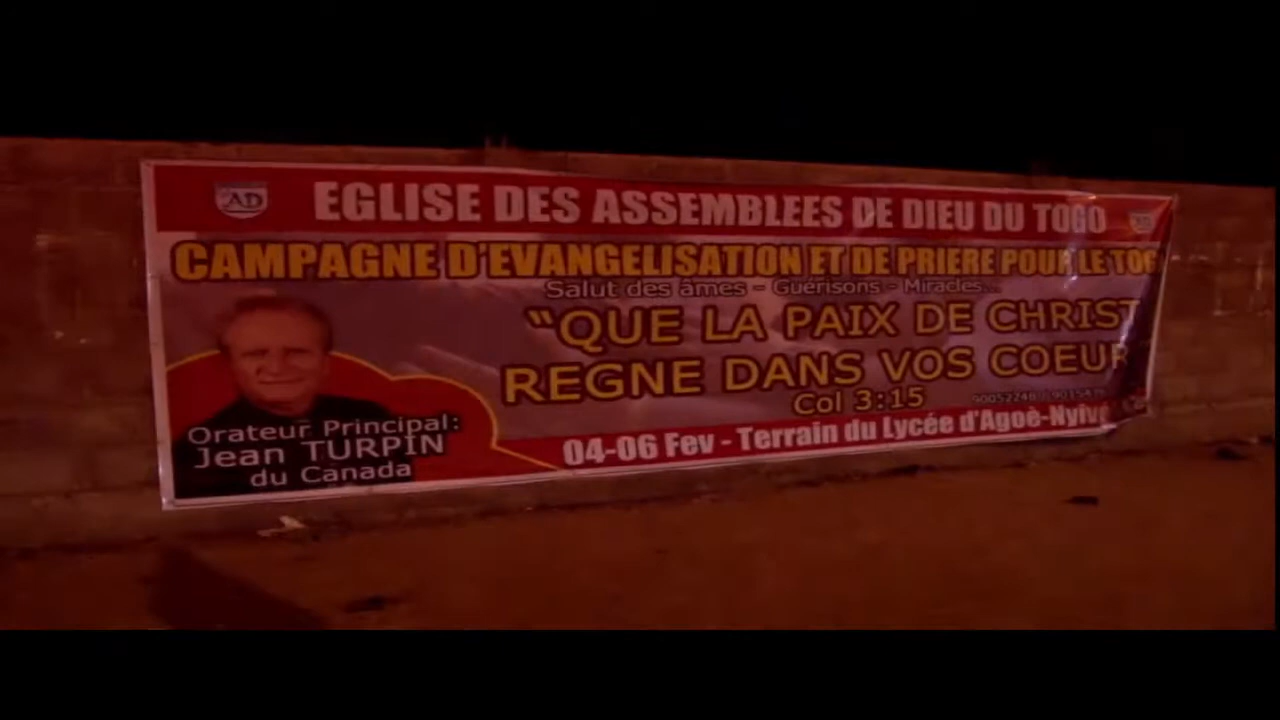 AD
EGLISE DES ASSEMBLEES DE DIEU DU TOGO
AD
CAMPAGNE D'EVANGELISATION ET DE PRIERE POUR LE TOG
Salut des âmes - Guérisons - Miracles...
"QUE LA PAIX DE CHRIST
REGNE DANS VOS COEUR
Col 3:15
Orateur Principal:
Jean TURPIN
du Canada
04-06 Fev - Terrain du Lycée d'Agoè-Nyivé